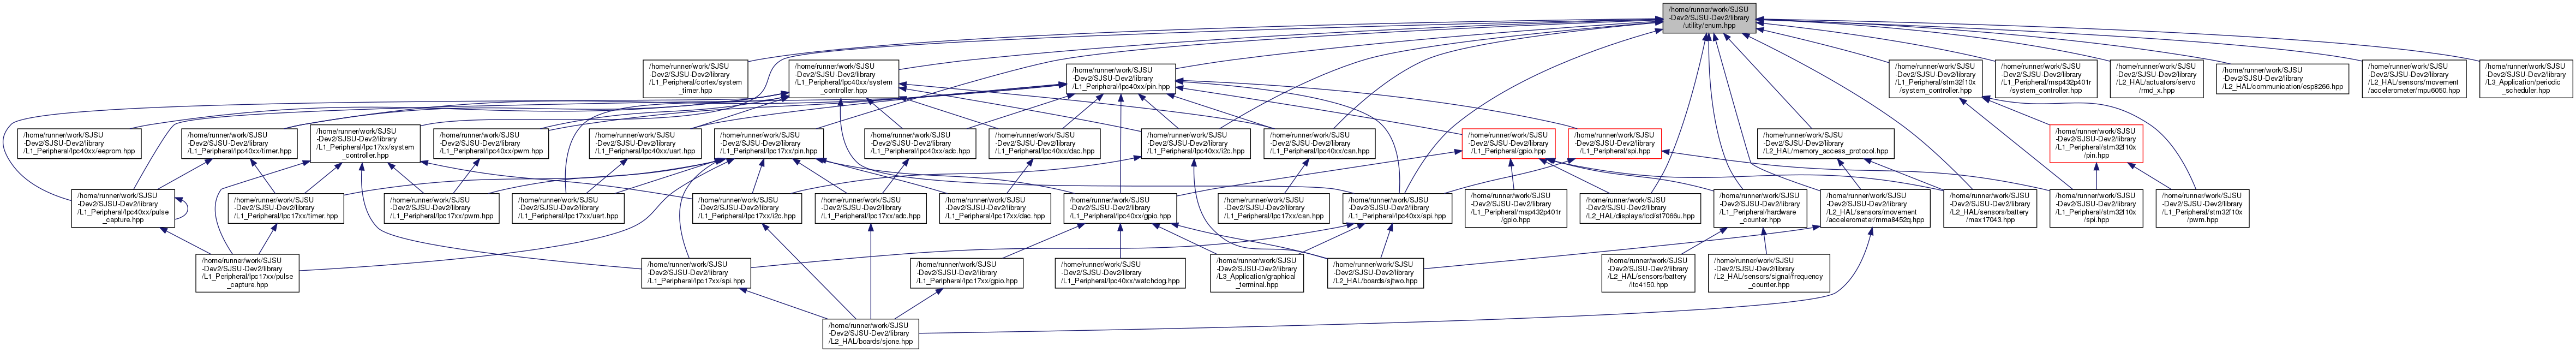 /home/runner/work/SJSU
-Dev2/SJSU-Dev2/library
/utility/enum.hpp
/home/runner/work/SJSU
-Dev2/SJSU-Dev2/library
/L1_Peripheral/cortex/system
_timer.hpp
/home/runner/work/SJSU
-Dev2/SJSU-Dev2/library
/L1_Peripheral/lpc40xx/system
_controller.hpp
/home/runner/work/SJSU
-Dev2/SJSU-Dev2/library
/L1_Peripheral/lpc40xx/pin.hpp
/home/runner/work/SJSU
-Dev2/SJSU-Dev2/library
/L1_Peripheral/stm32f10x
/system_controller.hpp
/home/runner/work/SJSU
-Dev2/SJSU-Dev2/library
/L1_Peripheral/msp432p401r
/system_controller.hpp
/home/runner/work/SJSU
-Dev2/SJSU-Dev2/library
/L2_HAL/actuators/servo
/rmd_x.hpp
/home/runner/work/SJSU
-Dev2/SJSU-Dev2/library
/L2_HAL/communication/esp8266.hpp
/home/runner/work/SJSU
-Dev2/SJSU-Dev2/library
/L2_HAL/sensors/movement
/accelerometer/mpu6050.hpp
/home/runner/work/SJSU
-Dev2/SJSU-Dev2/library
/L3_Application/periodic
_scheduler.hpp
/home/runner/work/SJSU
-Dev2/SJSU-Dev2/library
/L1_Peripheral/lpc40xx/eeprom.hpp
/home/runner/work/SJSU
-Dev2/SJSU-Dev2/library
/L1_Peripheral/lpc40xx/timer.hpp
/home/runner/work/SJSU
-Dev2/SJSU-Dev2/library
/L1_Peripheral/lpc17xx/system
_controller.hpp
/home/runner/work/SJSU
-Dev2/SJSU-Dev2/library
/L1_Peripheral/lpc40xx/pwm.hpp
/home/runner/work/SJSU
-Dev2/SJSU-Dev2/library
/L1_Peripheral/lpc40xx/uart.hpp
/home/runner/work/SJSU
-Dev2/SJSU-Dev2/library
/L1_Peripheral/lpc17xx/pin.hpp
/home/runner/work/SJSU
-Dev2/SJSU-Dev2/library
/L1_Peripheral/lpc40xx/adc.hpp
/home/runner/work/SJSU
-Dev2/SJSU-Dev2/library
/L1_Peripheral/lpc40xx/dac.hpp
/home/runner/work/SJSU
-Dev2/SJSU-Dev2/library
/L1_Peripheral/lpc40xx/i2c.hpp
/home/runner/work/SJSU
-Dev2/SJSU-Dev2/library
/L1_Peripheral/lpc40xx/can.hpp
/home/runner/work/SJSU
-Dev2/SJSU-Dev2/library
/L1_Peripheral/gpio.hpp
/home/runner/work/SJSU
-Dev2/SJSU-Dev2/library
/L1_Peripheral/spi.hpp
/home/runner/work/SJSU
-Dev2/SJSU-Dev2/library
/L2_HAL/memory_access_protocol.hpp
/home/runner/work/SJSU
-Dev2/SJSU-Dev2/library
/L1_Peripheral/stm32f10x
/pin.hpp
/home/runner/work/SJSU
-Dev2/SJSU-Dev2/library
/L1_Peripheral/lpc40xx/pulse
_capture.hpp
/home/runner/work/SJSU
-Dev2/SJSU-Dev2/library
/L1_Peripheral/lpc17xx/timer.hpp
/home/runner/work/SJSU
-Dev2/SJSU-Dev2/library
/L1_Peripheral/lpc17xx/pwm.hpp
/home/runner/work/SJSU
-Dev2/SJSU-Dev2/library
/L1_Peripheral/lpc17xx/uart.hpp
/home/runner/work/SJSU
-Dev2/SJSU-Dev2/library
/L1_Peripheral/lpc17xx/i2c.hpp
/home/runner/work/SJSU
-Dev2/SJSU-Dev2/library
/L1_Peripheral/lpc17xx/adc.hpp
/home/runner/work/SJSU
-Dev2/SJSU-Dev2/library
/L1_Peripheral/lpc17xx/dac.hpp
/home/runner/work/SJSU
-Dev2/SJSU-Dev2/library
/L1_Peripheral/lpc40xx/gpio.hpp
/home/runner/work/SJSU
-Dev2/SJSU-Dev2/library
/L1_Peripheral/lpc17xx/can.hpp
/home/runner/work/SJSU
-Dev2/SJSU-Dev2/library
/L1_Peripheral/lpc40xx/spi.hpp
/home/runner/work/SJSU
-Dev2/SJSU-Dev2/library
/L1_Peripheral/msp432p401r
/gpio.hpp
/home/runner/work/SJSU
-Dev2/SJSU-Dev2/library
/L2_HAL/displays/lcd/st7066u.hpp
/home/runner/work/SJSU
-Dev2/SJSU-Dev2/library
/L1_Peripheral/hardware
_counter.hpp
/home/runner/work/SJSU
-Dev2/SJSU-Dev2/library
/L2_HAL/sensors/movement
/accelerometer/mma8452q.hpp
/home/runner/work/SJSU
-Dev2/SJSU-Dev2/library
/L2_HAL/sensors/battery
/max17043.hpp
/home/runner/work/SJSU
-Dev2/SJSU-Dev2/library
/L1_Peripheral/stm32f10x
/spi.hpp
/home/runner/work/SJSU
-Dev2/SJSU-Dev2/library
/L1_Peripheral/stm32f10x
/pwm.hpp
/home/runner/work/SJSU
-Dev2/SJSU-Dev2/library
/L1_Peripheral/lpc17xx/pulse
_capture.hpp
/home/runner/work/SJSU
-Dev2/SJSU-Dev2/library
/L1_Peripheral/lpc17xx/spi.hpp
/home/runner/work/SJSU
-Dev2/SJSU-Dev2/library
/L1_Peripheral/lpc17xx/gpio.hpp
/home/runner/work/SJSU
-Dev2/SJSU-Dev2/library
/L1_Peripheral/lpc40xx/watchdog.hpp
/home/runner/work/SJSU
-Dev2/SJSU-Dev2/library
/L3_Application/graphical
_terminal.hpp
/home/runner/work/SJSU
-Dev2/SJSU-Dev2/library
/L2_HAL/boards/sjtwo.hpp
/home/runner/work/SJSU
-Dev2/SJSU-Dev2/library
/L2_HAL/sensors/battery
/ltc4150.hpp
/home/runner/work/SJSU
-Dev2/SJSU-Dev2/library
/L2_HAL/sensors/signal/frequency
_counter.hpp
/home/runner/work/SJSU
-Dev2/SJSU-Dev2/library
/L2_HAL/boards/sjone.hpp